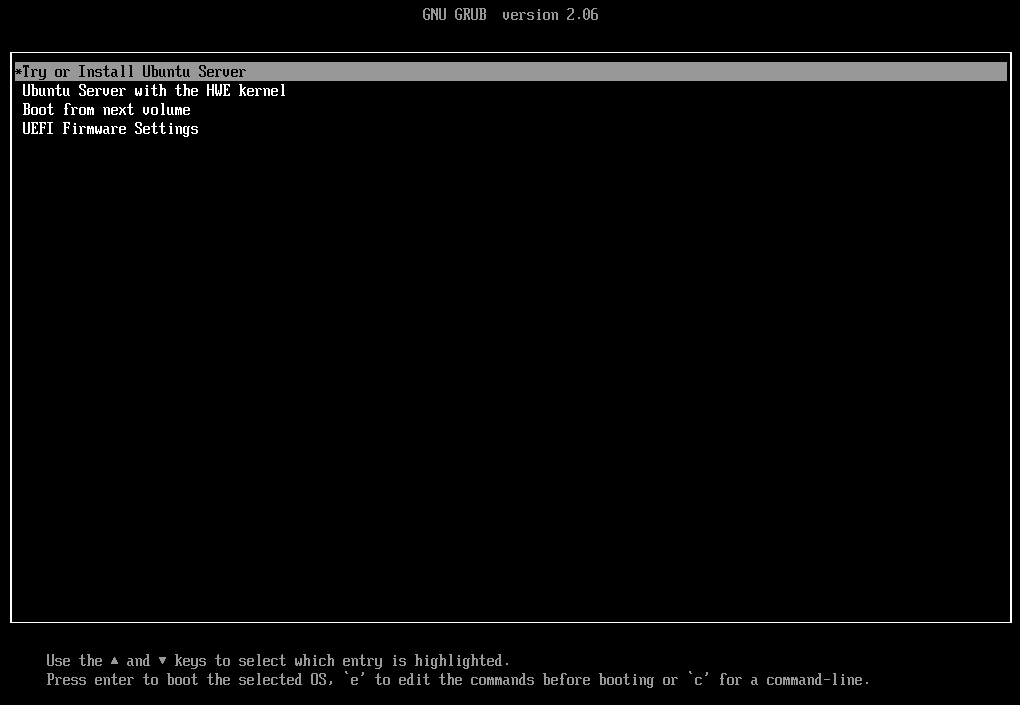 GNU GRUB  version 2.06
*Try or Install Ubuntu Server
Ubuntu Server with the HWE kernel
Boot from next volume
UEFI Firmware Settings
Use the ▲ and ▼ keys to select which entry is highlighted.
Press enter to boot the selected OS, `e' to edit the commands before booting or `c' for a command-line.